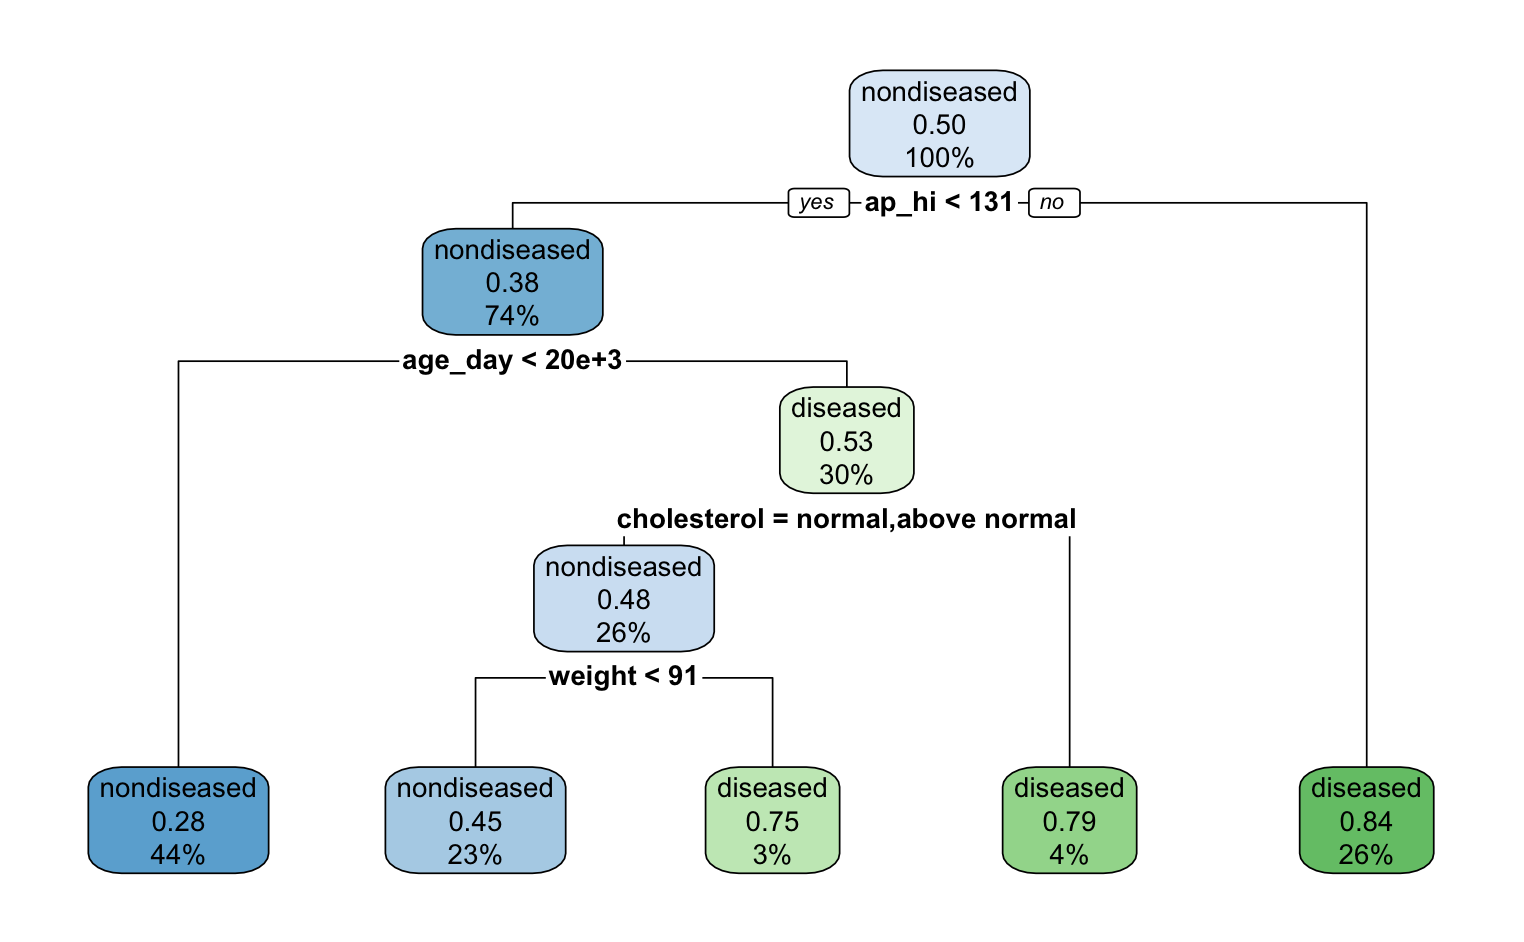 nondiseased
0.50
100%
yes ap_hi < 131 no
nondiseased
0.38
74%
age_day < 20e+3
diseased
0.53
30%
cholesterol = normal,above normal
nondiseased
0.48
26%
weight < 91
nondiseased
0.28
44%
nondiseased
0.45
23%
diseased
0.75
3%
diseased
0.79
4%
diseased
0.84
26%